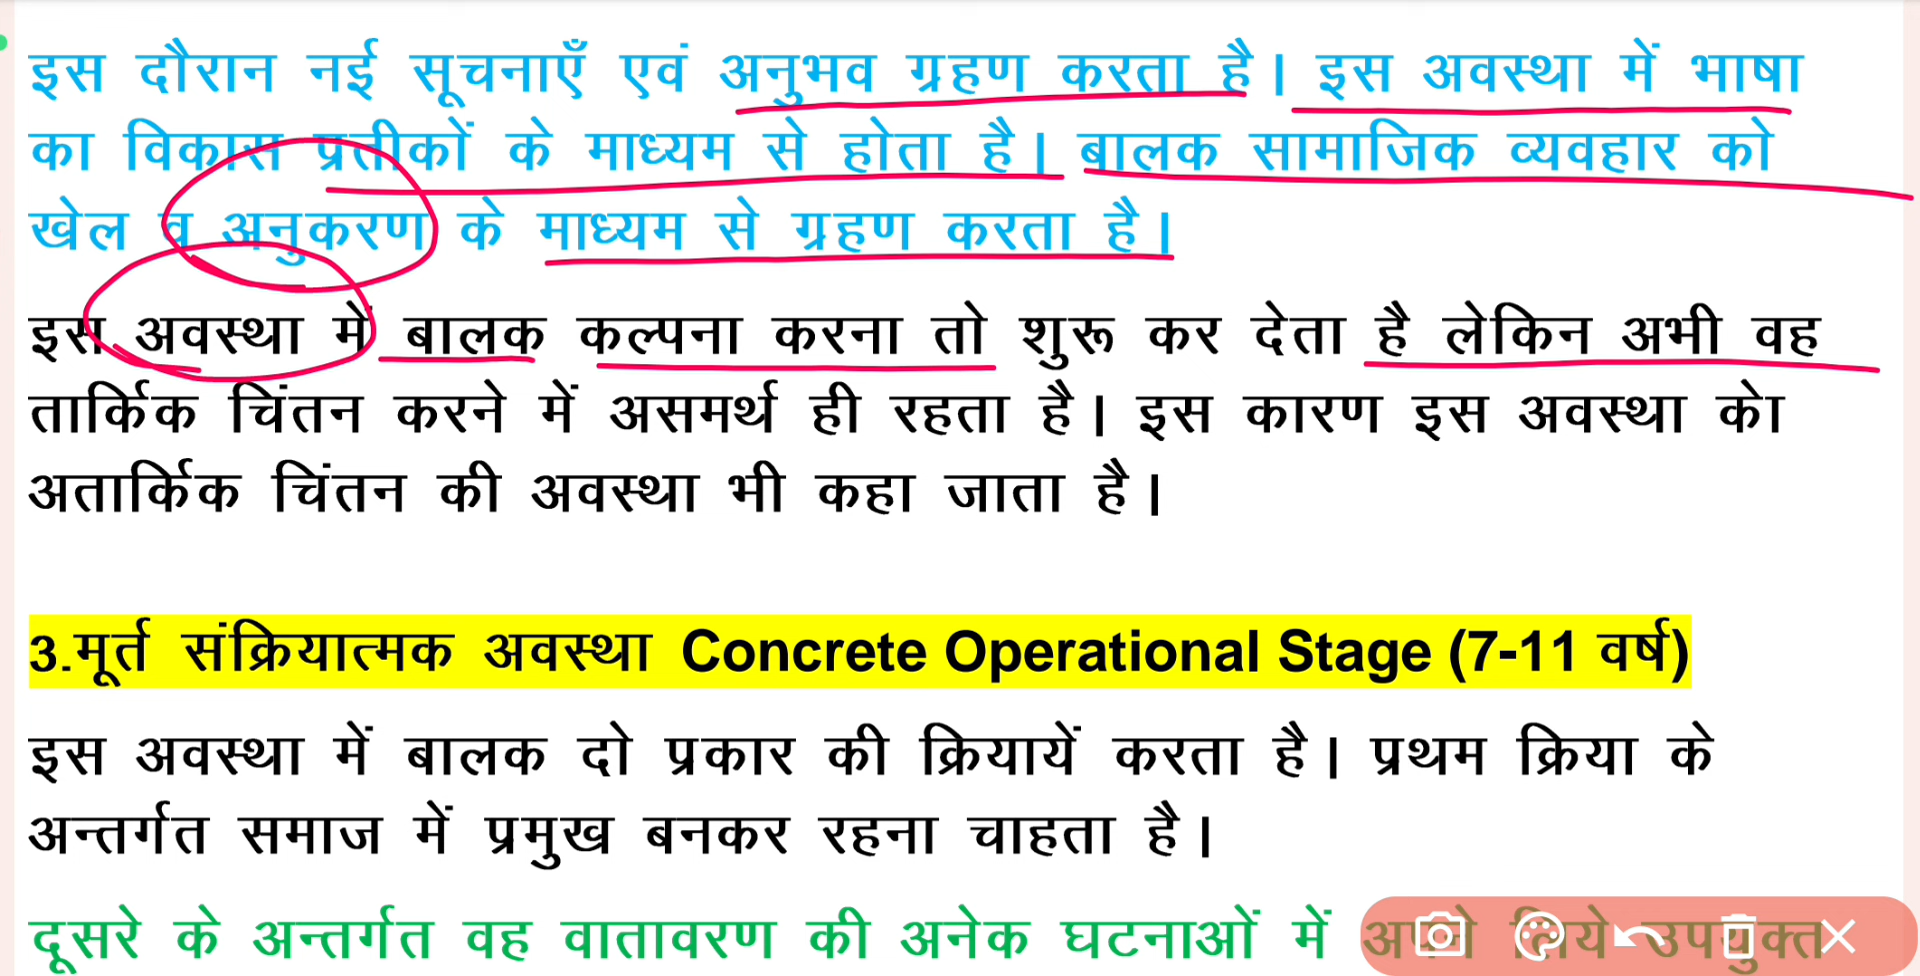 इस दौरान नई सूचनाएँ एवं अनुभव ग्रहण करता है। इस अवस्था में भाषा
का विकास प्रतीकों के माध्यम से होता है। बालक सामाजिक व्यवहार को
खेल व अनुकरण के माध्यम से ग्रहण करता है।
इस अवस्था में बालक कल्पना करना तो शुरू कर देता है लेकिन अभी वह
तार्किक चिंतन करने में असमर्थ ही रहता है। इस कारण इस अवस्था केा
अतार्किक चिंतन की अवस्था भी कहा जाता है।
3.मूर्त संक्रियात्मक अवस्था Concrete Operational Stage (7-11 वर्ष)
इस अवस्था में बालक दो प्रकार की क्रियायें करता है। प्रथम क्रिया के
अन्तर्गत समाज में प्रमुख बनकर रहना चाहता है।
दूसरे के अन्तर्गत वह वातावरण की अनेक घटनाओं में अपने लिये उपयुक्त